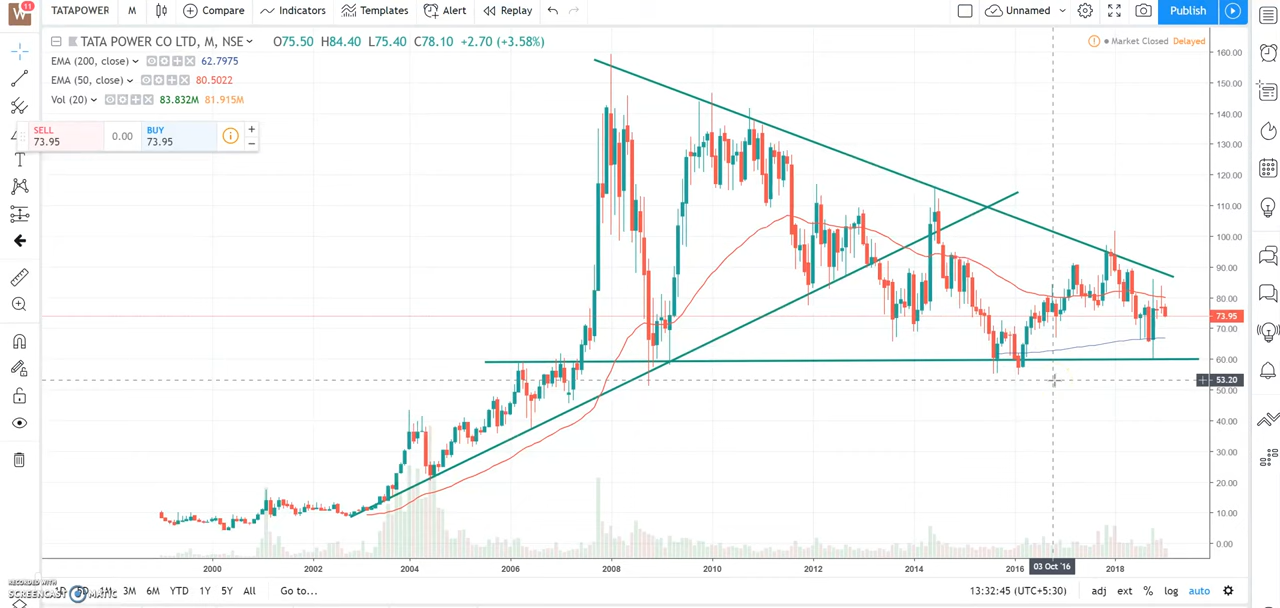 11
TATAPOWER M Compare Indicators Templates Alert Replay Unnamed Publish
TATA POWER CO LTD, M, NSE O75.50 H84.40 L75.40 C78.10 +2.70 (+3.58%)
Market Closed Delayed
EMA (200, close) 62.7975
EMA (50, close) 80.5022
Vol (20) 83.832M 81.915M
SELL 73.95
0.00
BUY 73.95
160.00
150.00
140.00
130.00
120.00
110.00
100.00
90.00
80.00
73.95
70.00
60.00
53.20
50.00
40.00
30.00
20.00
10.00
0.00
2000 2002 2004 2006 2008 2010 2012 2014 2016 03 Oct '16 2018
3M 6M YTD 1Y 5Y All Go to... 13:32:45 (UTC+5:30) adj ext % log auto
RECORDED WITH
SCREENCAST MATIC